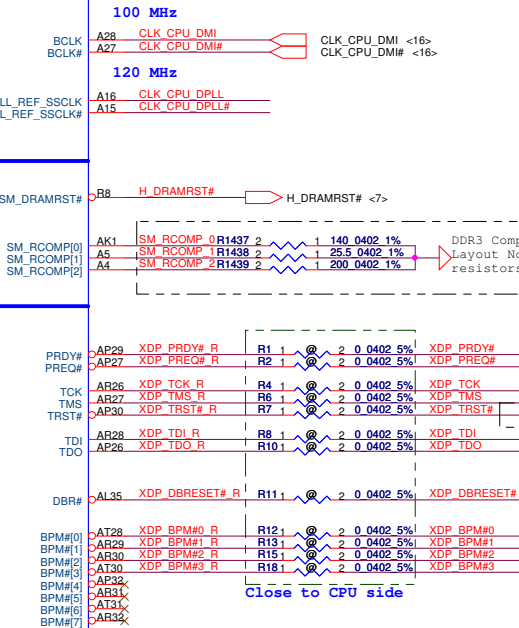 100 MHz
BCLK A28 CLK_CPU_DMI CLK_CPU_DMI <16>
BCLK# A27 CLK_CPU_DMI# CLK_CPU_DMI# <16>
120 MHz
LL_REF_SSCLK A16 CLK_CPU_DPLL
L_REF_SSCLK# A15 CLK_CPU_DPLL#
SM_DRAMRST# R8 H_DRAMRST# H_DRAMRST# <7>
SM_RCOMP[0] AK1 SM_RCOMP_0 R1437 2 1 140_0402_1% DDR3 Comp
SM_RCOMP[1] A5 SM_RCOMP_1 R1438 2 1 25.5_0402_1% Layout No
SM_RCOMP[2] A4 SM_RCOMP_2 R1439 2 1 200_0402_1% resistors
PRDY# AP29 XDP_PRDY#_R R1 1 @ 2 0_0402_5% XDP_PRDY#
PREQ# AP27 XDP_PREQ#_R R2 1 @ 2 0_0402_5% XDP_PREQ#
TCK AR26 XDP_TCK_R R4 1 @ 2 0_0402_5% XDP_TCK
TMS AR27 XDP_TMS_R R6 1 @ 2 0_0402_5% XDP_TMS
TRST# AP30 XDP_TRST#_R R7 1 @ 2 0_0402_5% XDP_TRST#
TDI AR28 XDP_TDI_R R8 1 @ 2 0_0402_5% XDP_TDI
TDO AP26 XDP_TDO_R R10 1 @ 2 0_0402_5% XDP_TDO
DBR# AL35 XDP_DBRESET#_R R11 1 @ 2 0_0402_5% XDP_DBRESET#
BPM#[0] AT28 XDP_BPM#0_R R12 1 @ 2 0_0402_5% XDP_BPM#0
BPM#[1] AR29 XDP_BPM#1_R R13 1 @ 2 0_0402_5% XDP_BPM#1
BPM#[2] AR30 XDP_BPM#2_R R15 1 @ 2 0_0402_5% XDP_BPM#2
BPM#[3] AT30 XDP_BPM#3_R R18 1 @ 2 0_0402_5% XDP_BPM#3
BPM#[4] AP32
BPM#[5] AR31
BPM#[6] AT31
BPM#[7] AR32
Close to CPU side